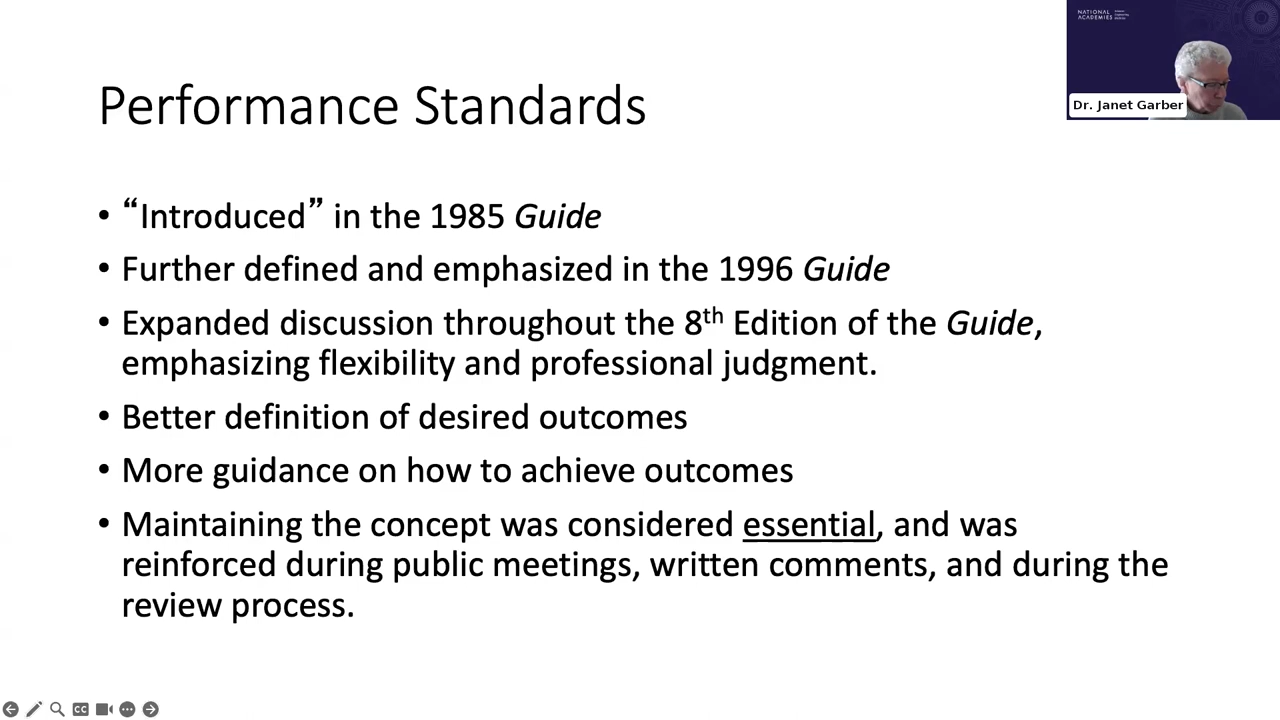 NATIONAL
ACADEMIES
Dr. Janet Garber
Performance Standards
• “Introduced” in the 1985 Guide
• Further defined and emphasized in the 1996 Guide
• Expanded discussion throughout the 8th Edition of the Guide,
emphasizing flexibility and professional judgment.
• Better definition of desired outcomes
• More guidance on how to achieve outcomes
• Maintaining the concept was considered essential, and was
reinforced during public meetings, written comments, and during the
review process.
CC